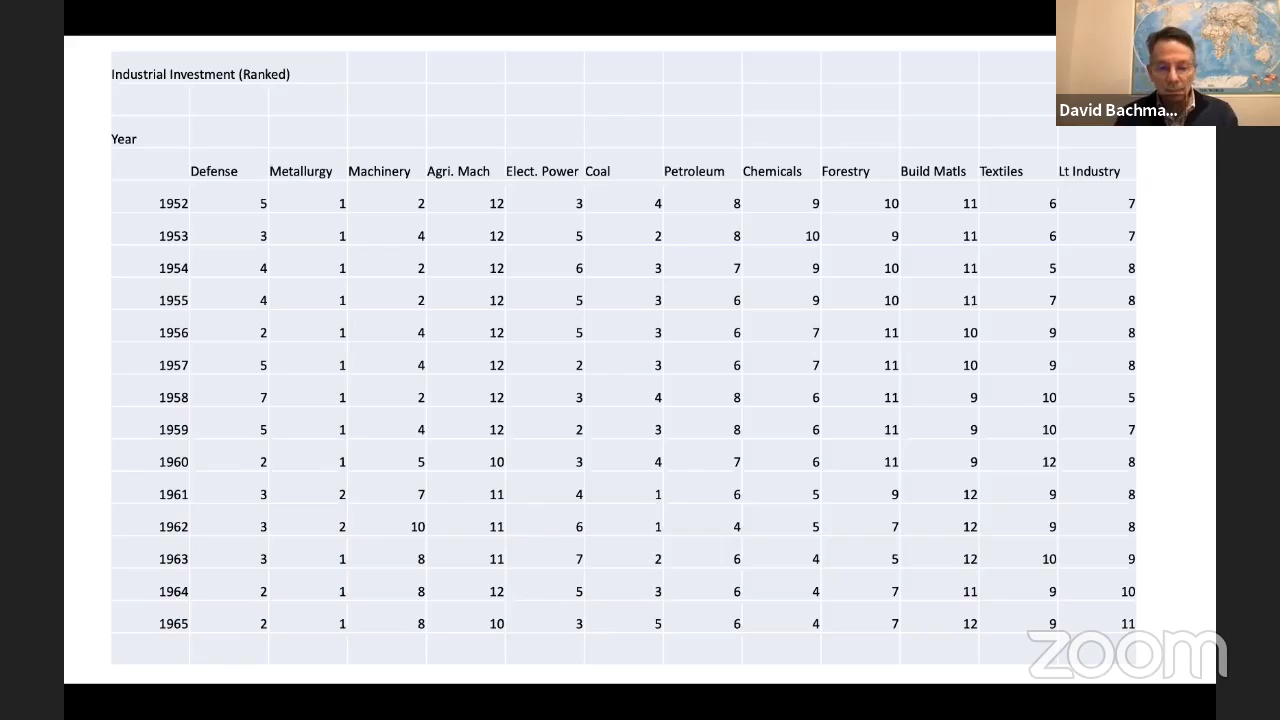 Industrial Investment (Ranked)
David Bachma...
Year
Defense Metallurgy Machinery Agri. Mach Elect. Power Coal Petroleum Chemicals Forestry Build Matls Textiles Lt Industry
1952 5 1 2 12 3 4 8 9 10 11 6 7
1953 3 1 4 12 5 2 8 10 9 11 6 7
1954 4 1 2 12 6 3 7 9 10 11 5 8
1955 4 1 2 12 5 3 6 9 10 11 7 8
1956 2 1 4 12 5 3 6 7 11 10 9 8
1957 5 1 4 12 2 3 6 7 11 10 9 8
1958 7 1 2 12 3 4 8 6 11 9 10 5
1959 5 1 4 12 2 3 8 6 11 9 10 7
1960 2 1 5 10 3 4 7 6 11 9 12 8
1961 3 2 7 11 4 1 6 5 9 12 9 8
1962 3 2 10 11 6 1 4 5 7 12 9 8
1963 3 1 8 11 7 2 6 4 5 12 10 9
1964 2 1 8 12 5 3 6 4 7 11 9 10
1965 2 1 8 10 3 5 6 4 7 12 9 11
zoom